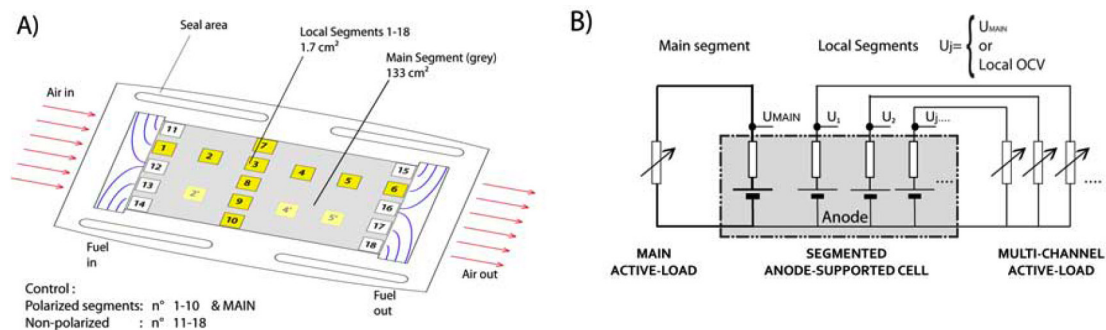 A)
Seal area
Local Segments 1-18
1.7 cm²
Main Segment (grey)
133 cm²
Air in
11
1
12
13
14
2
2'
7
3
8
9
10
4
4'
5
5'
15
6
16
17
18
Fuel
in
Air out
Fuel
out
Control :
Polarized segments: n° 1-10 & MAIN
Non-polarized : n° 11-18
B)
Main segment
Local Segments
Uj=
UMAIN
or
Local OCV
UMAIN
U1
U2
Uj....
....
....
Anode
MAIN
ACTIVE-LOAD
SEGMENTED
ANODE-SUPPORTED CELL
MULTI-CHANNEL
ACTIVE-LOAD